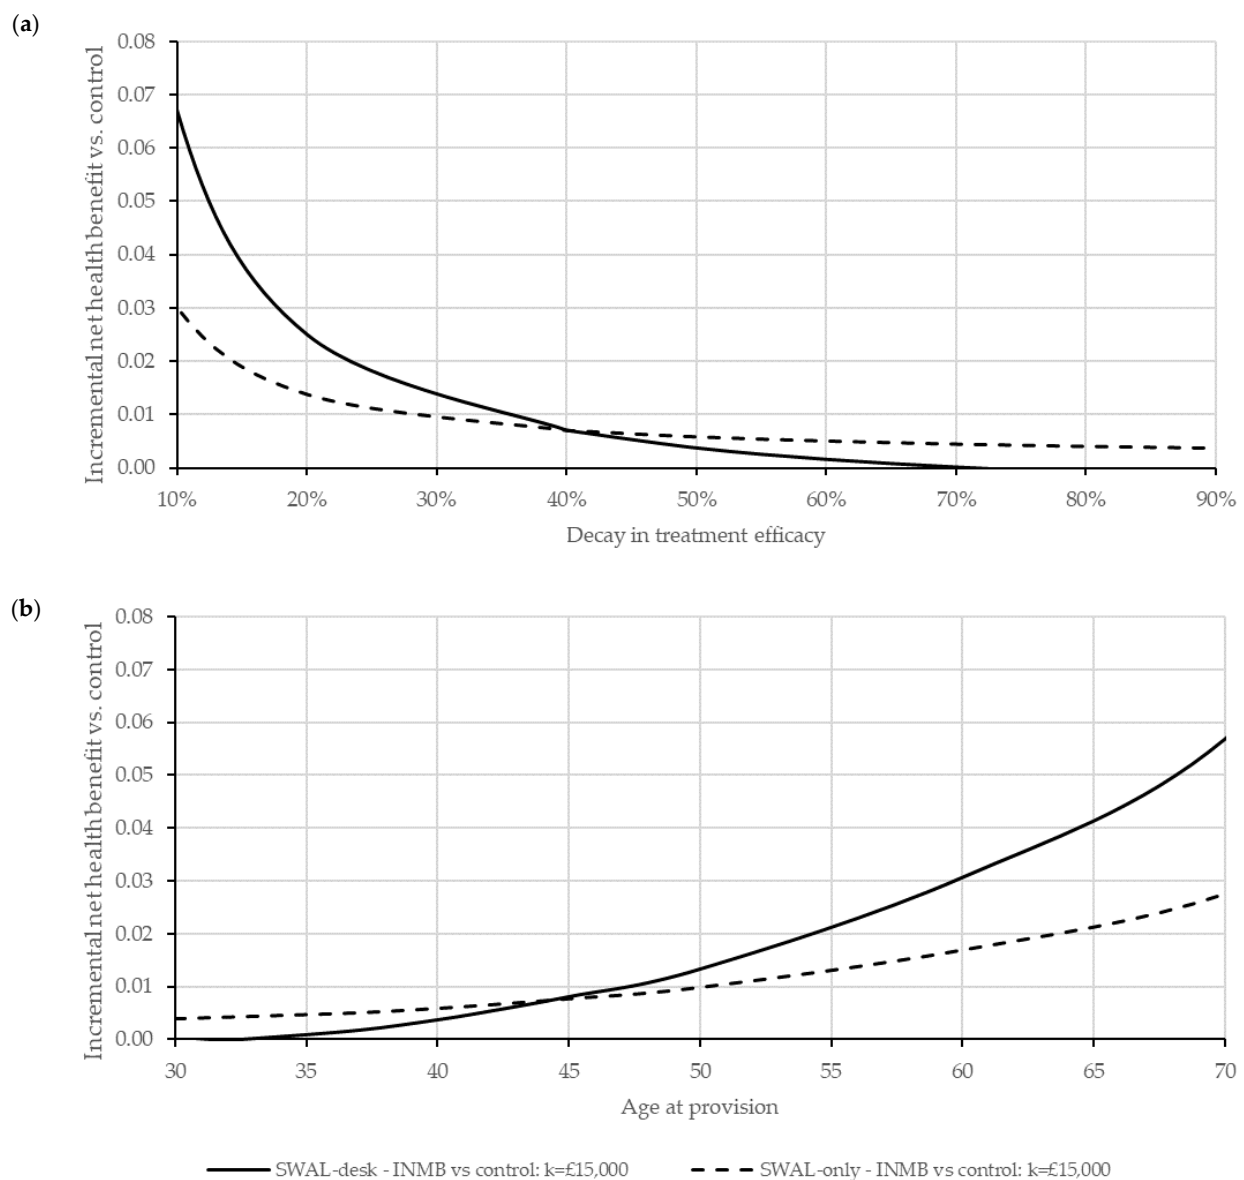 (a)
Incremental net health benefit vs. control
0.08
0.07
0.06
0.05
0.04
0.03
0.02
0.01
0.00
10% 20% 30% 40% 50% 60% 70% 80% 90%
Decay in treatment efficacy
(b)
Incremental net health benefit vs. control
0.08
0.07
0.06
0.05
0.04
0.03
0.02
0.01
0.00
30 35 40 45 50 55 60 65 70
Age at provision
SWAL-desk - INMB vs control: k=£15,000 SWAL-only - INMB vs control: k=£15,000